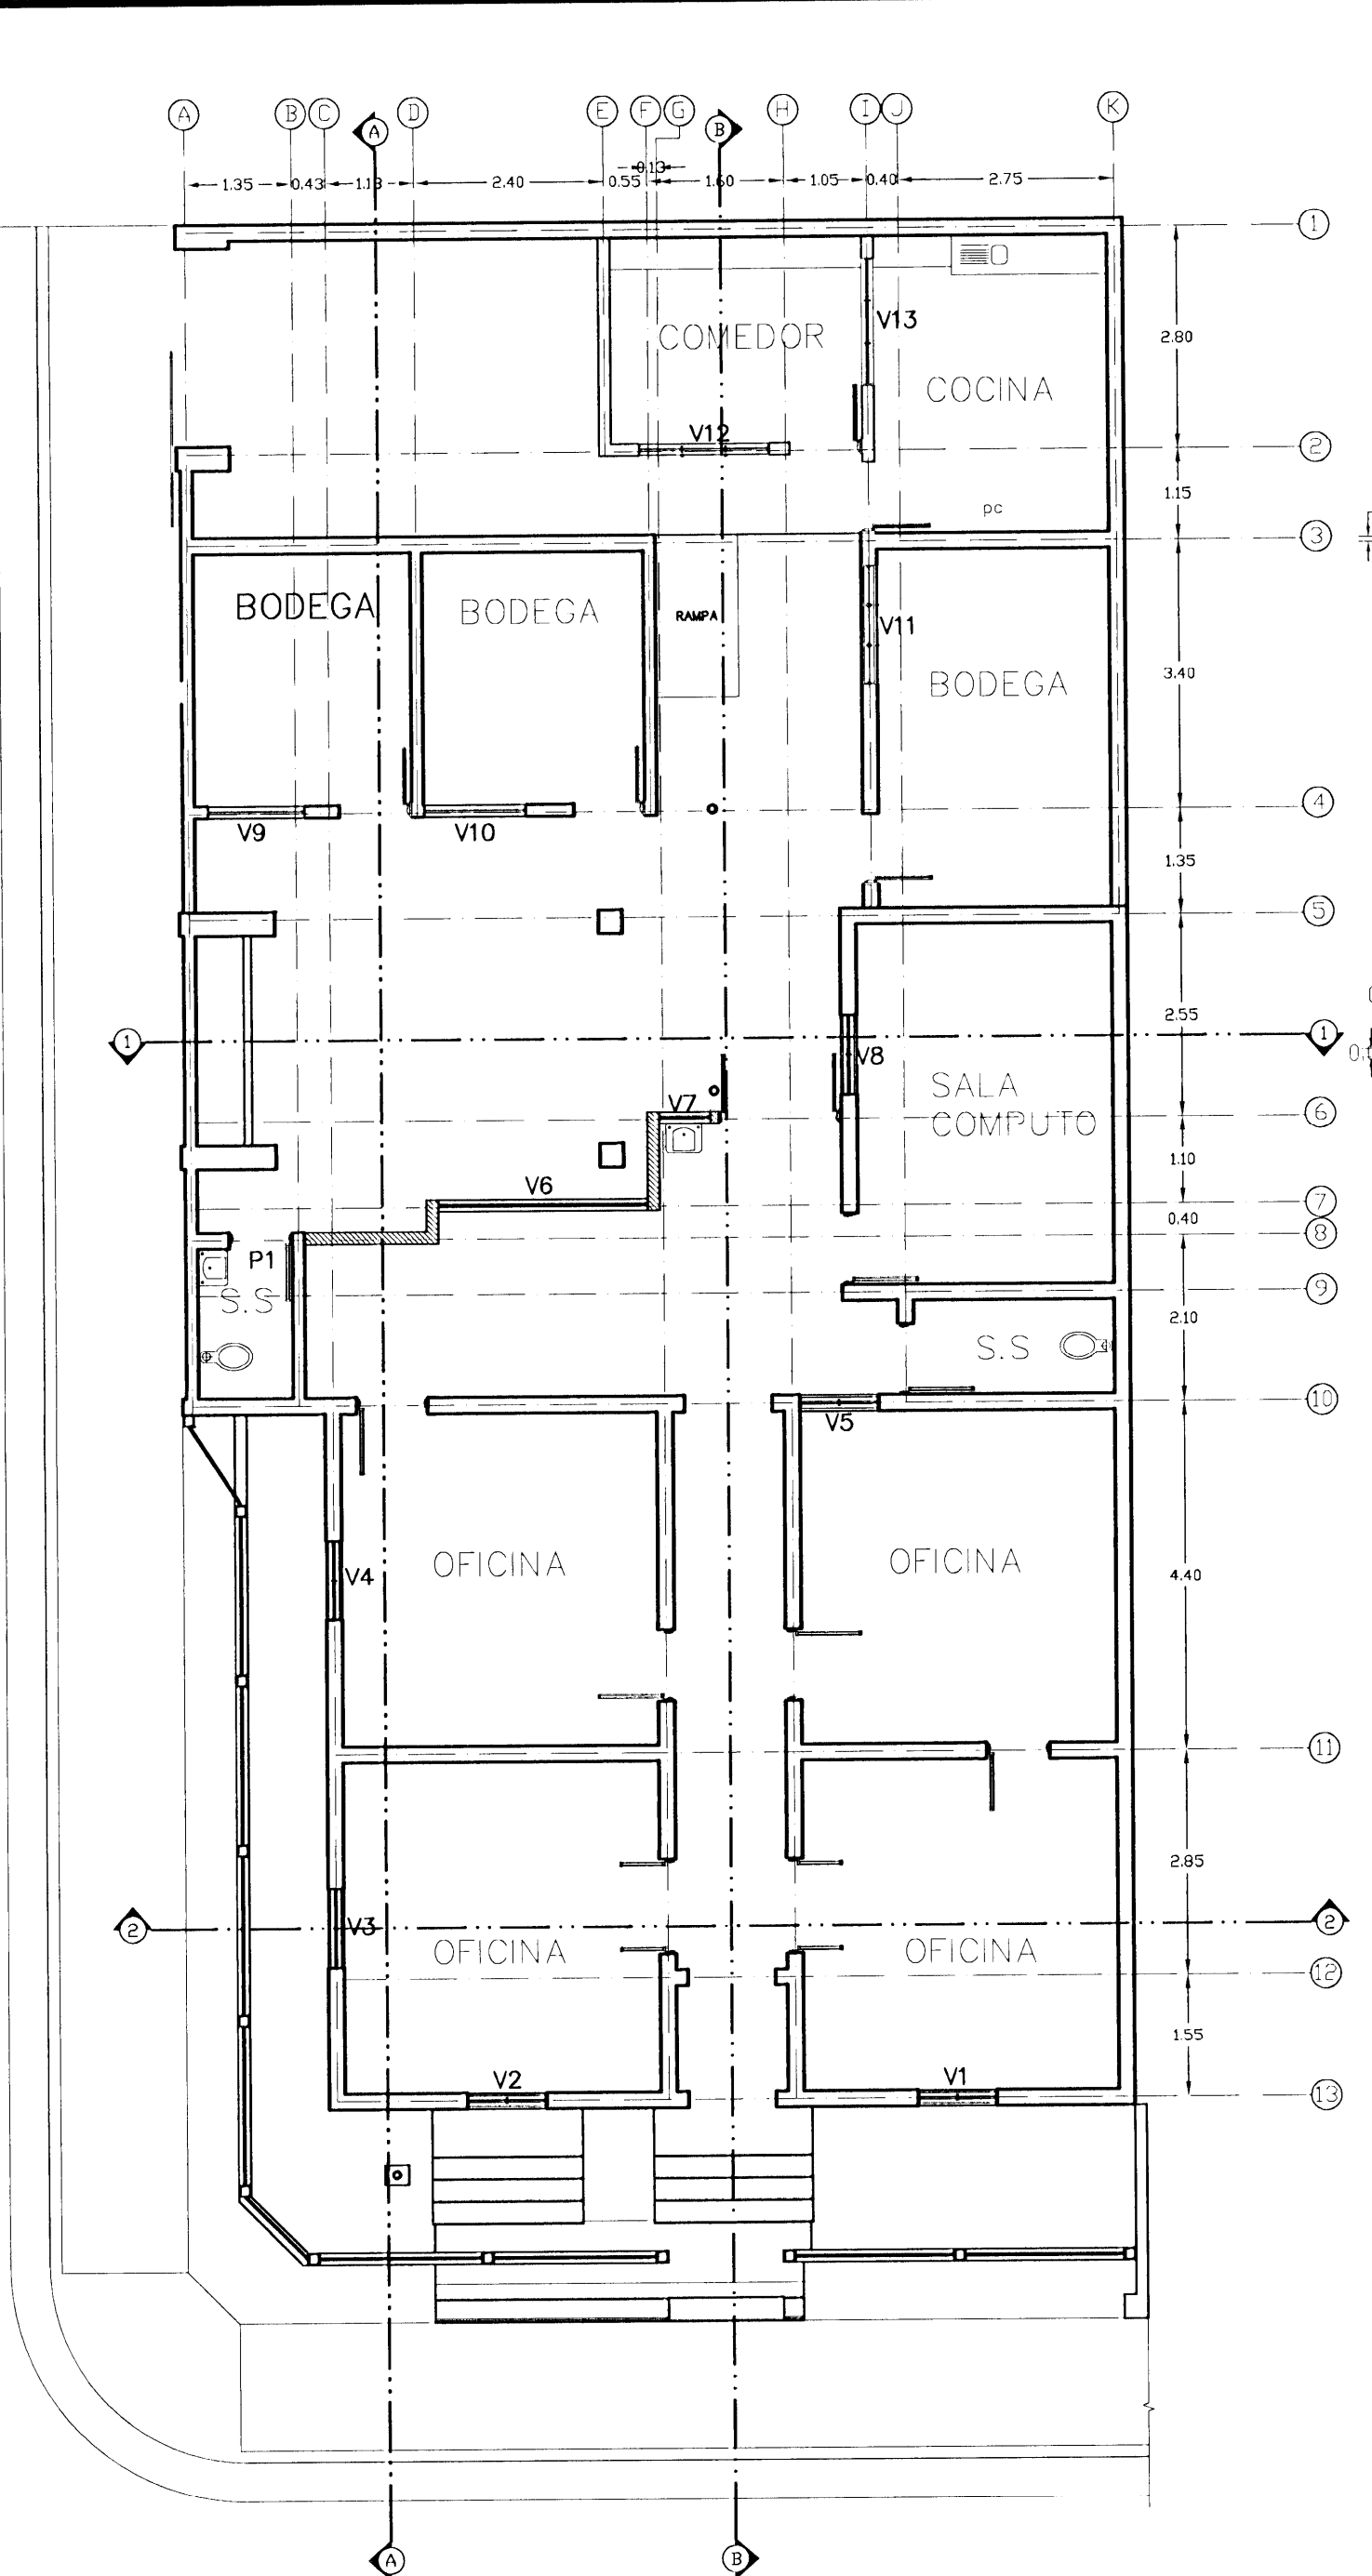 A B C A D E F G B H I J K
0.13
1.35 0.43 1.13 2.40 0.55 1.60 1.05 0.40 2.75
1
V13
COMEDOR
2.80
COCINA
V12
2
1.15
pc
3
BODEGA
BODEGA
RAMPA
V11
3.40
BODEGA
4
V9
V10
1.35
5
2.55
1
1
V8
SALA
COMPUTO
V7
6
1.10
V6
7
0.40
8
P1
S.S
9
2.10
S.S
10
V5
V4
OFICINA
OFICINA
4.40
11
2.85
2
V3
2
OFICINA
OFICINA
12
1.55
V2
V1
13
A
B